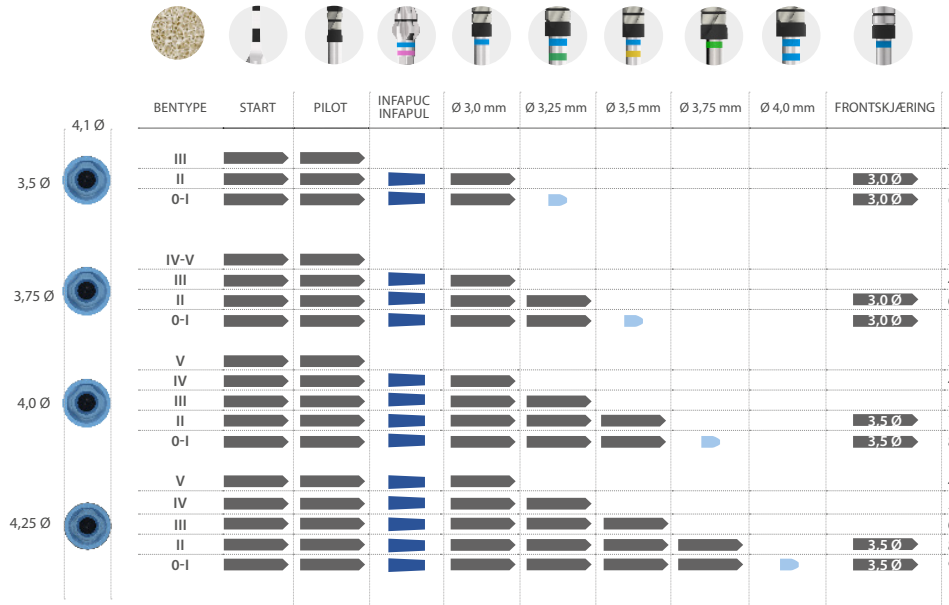 BENTYPE START PILOT INFAPUC INFAPUL Ø 3,0 mm Ø 3,25 mm Ø 3,5 mm Ø 3,75 mm Ø 4,0 mm FRONTSKJÆRING
4,1 Ø
3,5 Ø
III
II 3,0 Ø
0-I 3,0 Ø
3,75 Ø
IV-V
III
II 3,0 Ø
0-I 3,0 Ø
4,0 Ø
V
IV
III
II 3,5 Ø
0-I 3,5 Ø
4,25 Ø
V
IV
III
II 3,5 Ø
0-I 3,5 Ø